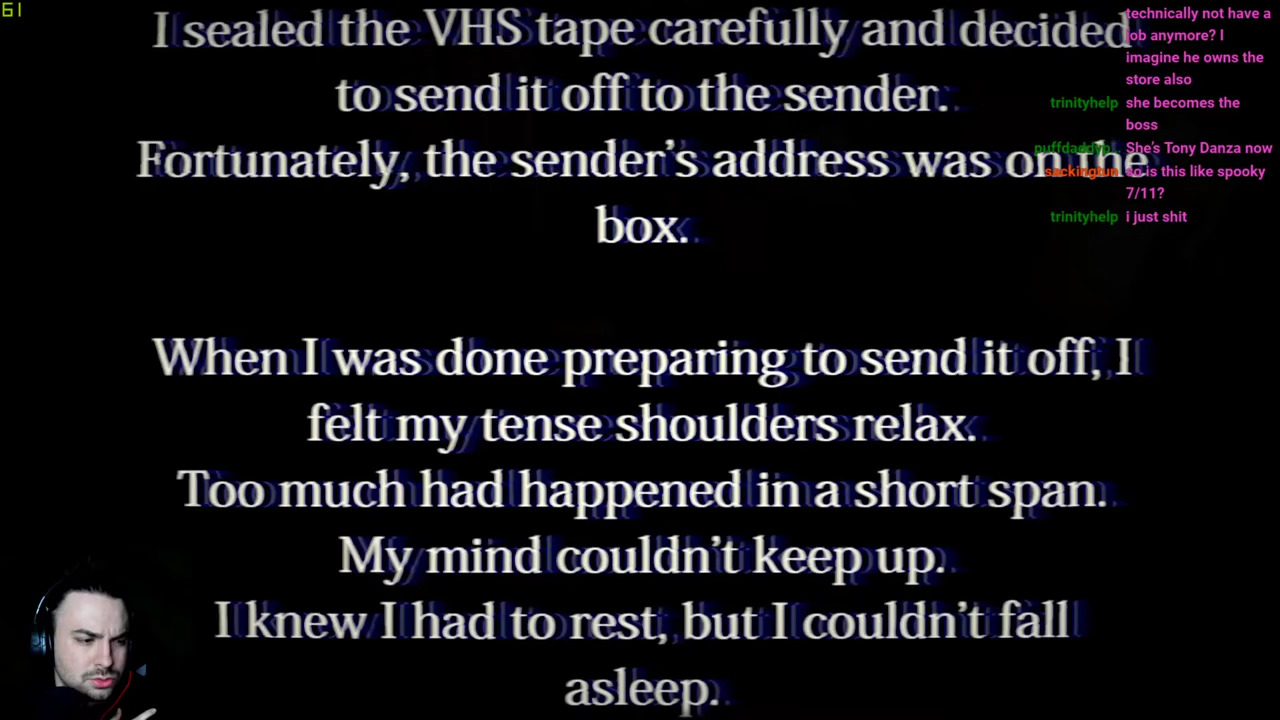 61
I sealed the VHS tape carefully and decided
to send it off to the sender.
Fortunately, the sender's address was on the
box.
When I was done preparing to send it off, I
felt my tense shoulders relax.
Too much had happened in a short span.
My mind couldn't keep up.
I knew I had to rest, but I couldn't fall
asleep.
technically not have a
job anymore? I
imagine he owns the
store also
trinityhelp she becomes the
boss
She's Tony Danza now
so is this like spooky
7/11?
trinityhelp i just shit